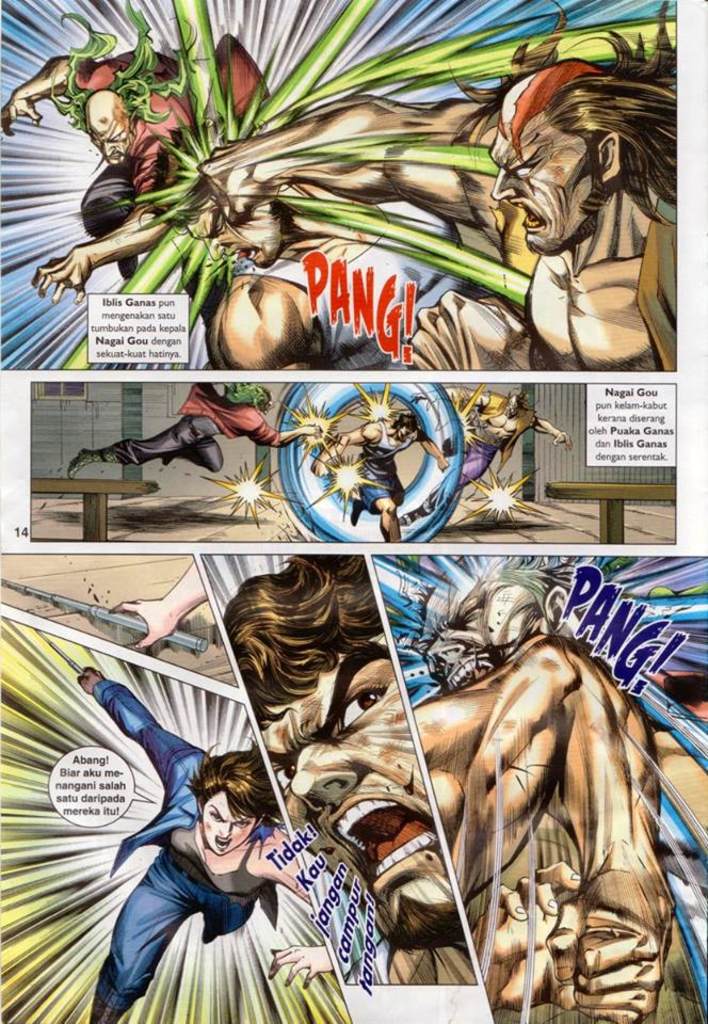 Iblis Ganas pun
mengenakan satu
tumbukan pada kepala
Nagai Gou dengan
sekuat-kuat hatinya.
PANG!
Nagai Gou
pun kelam-kabut
kerana diserang
oleh Puaka Ganas
dan Iblis Ganas
dengan serentak.
14
Abang!
Biar aku me-
nangani salah
satu daripada
mereka itu!
Tidak!
Kau
jangan
campur
tangan!
PANG!